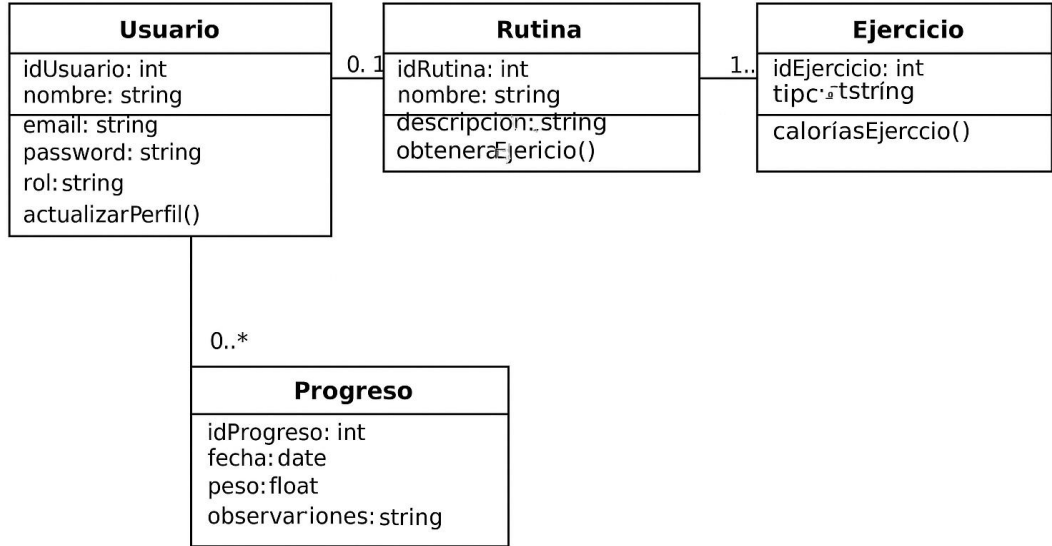 Usuario
idUsuario: int
nombre: string
email: string
password: string
rol: string
actualizarPerfil()
0. 1
Rutina
idRutina: int
nombre: string
descripcion: string
obteneraEjericio()
1..
Ejercicio
idEjercicio: int
caloríasEjerccio()
0..*
Progreso
idProgreso: int
fecha: date
peso: float
observariones: string